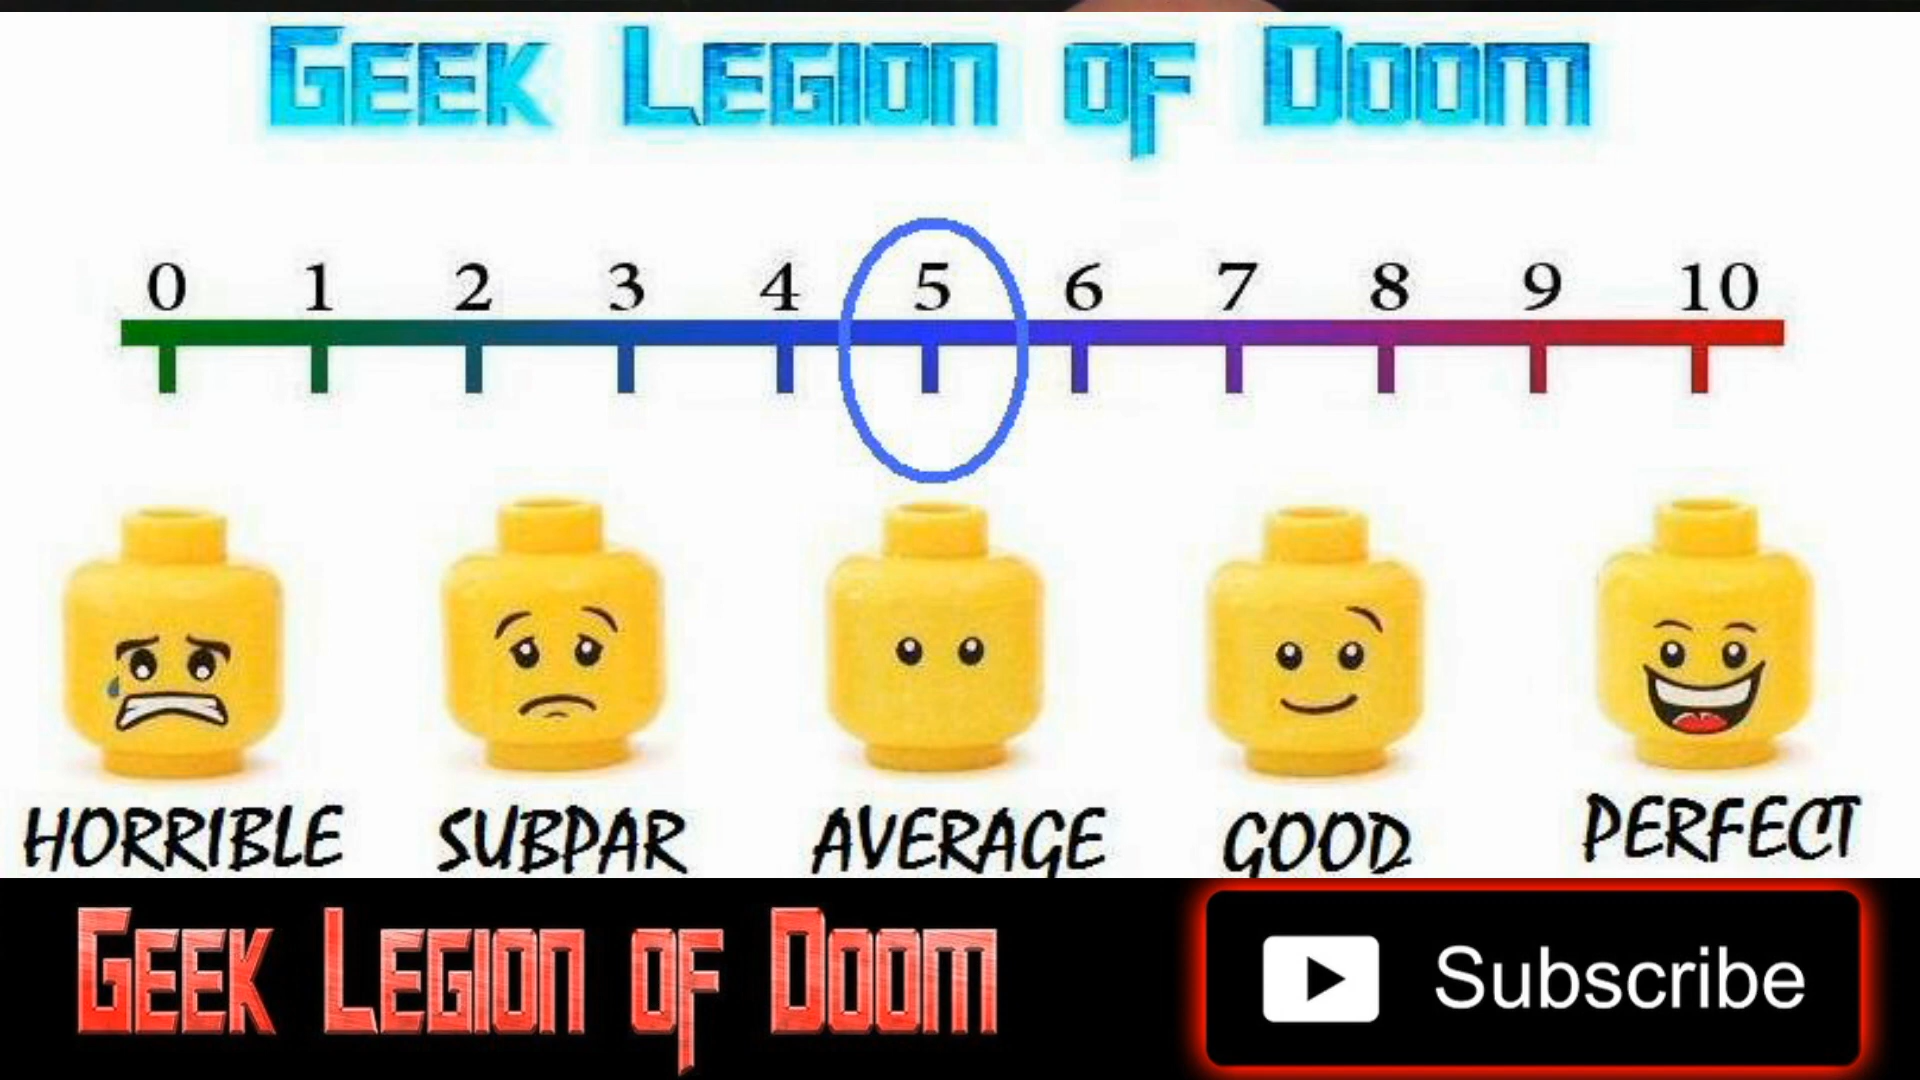 GEEK LEGION OF DOOM
0 1 2 3 4 5 6 7 8 9 10
HORRIBLE SUBPAR AVERAGE GOOD PERFECT
GEEK LEGION OF DOOM
Subscribe